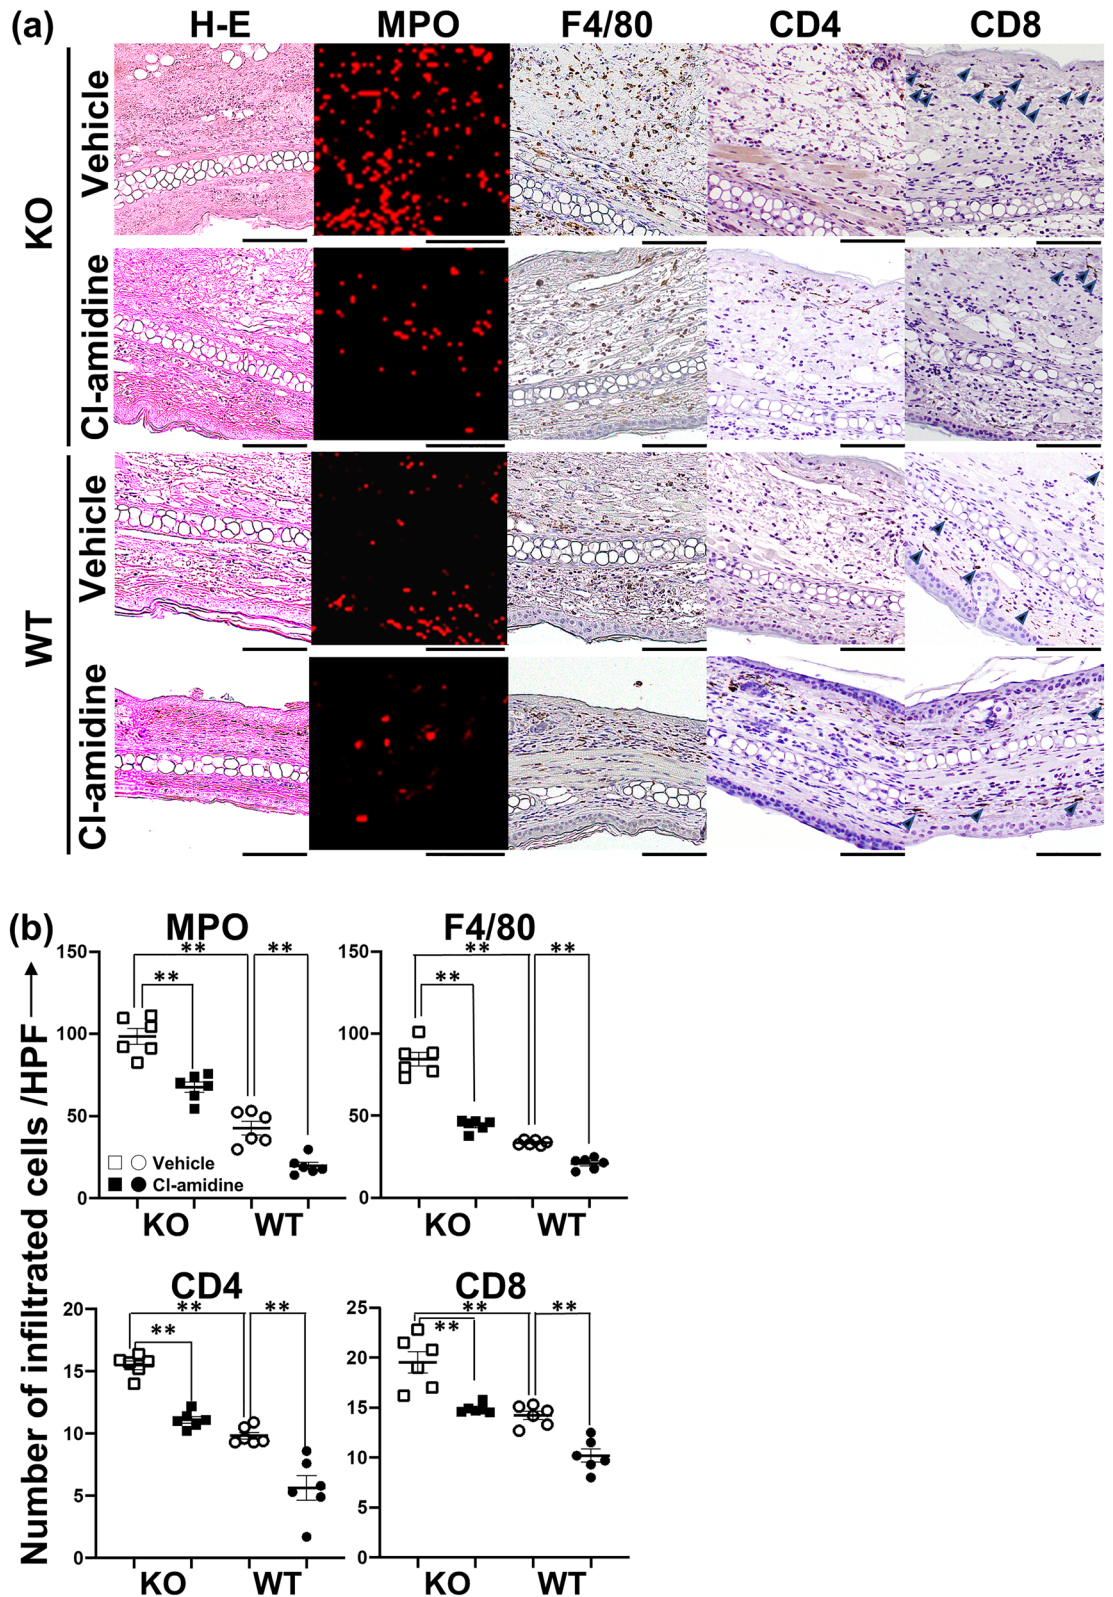 (a)
H-E MPO F4/80 CD4 CD8
KO
Vehicle
Cl-amidine
WT
Vehicle
Cl-amidine
(b)
Number of infiltrated cells /HPF
MPO
** **
**
150
100
50
0
Vehicle
Cl-amidine
KO WT
F4/80
** **
**
150
100
50
0
KO WT
CD4
** **
**
20
15
10
5
0
KO WT
CD8
** **
**
25
20
15
10
5
0
KO WT